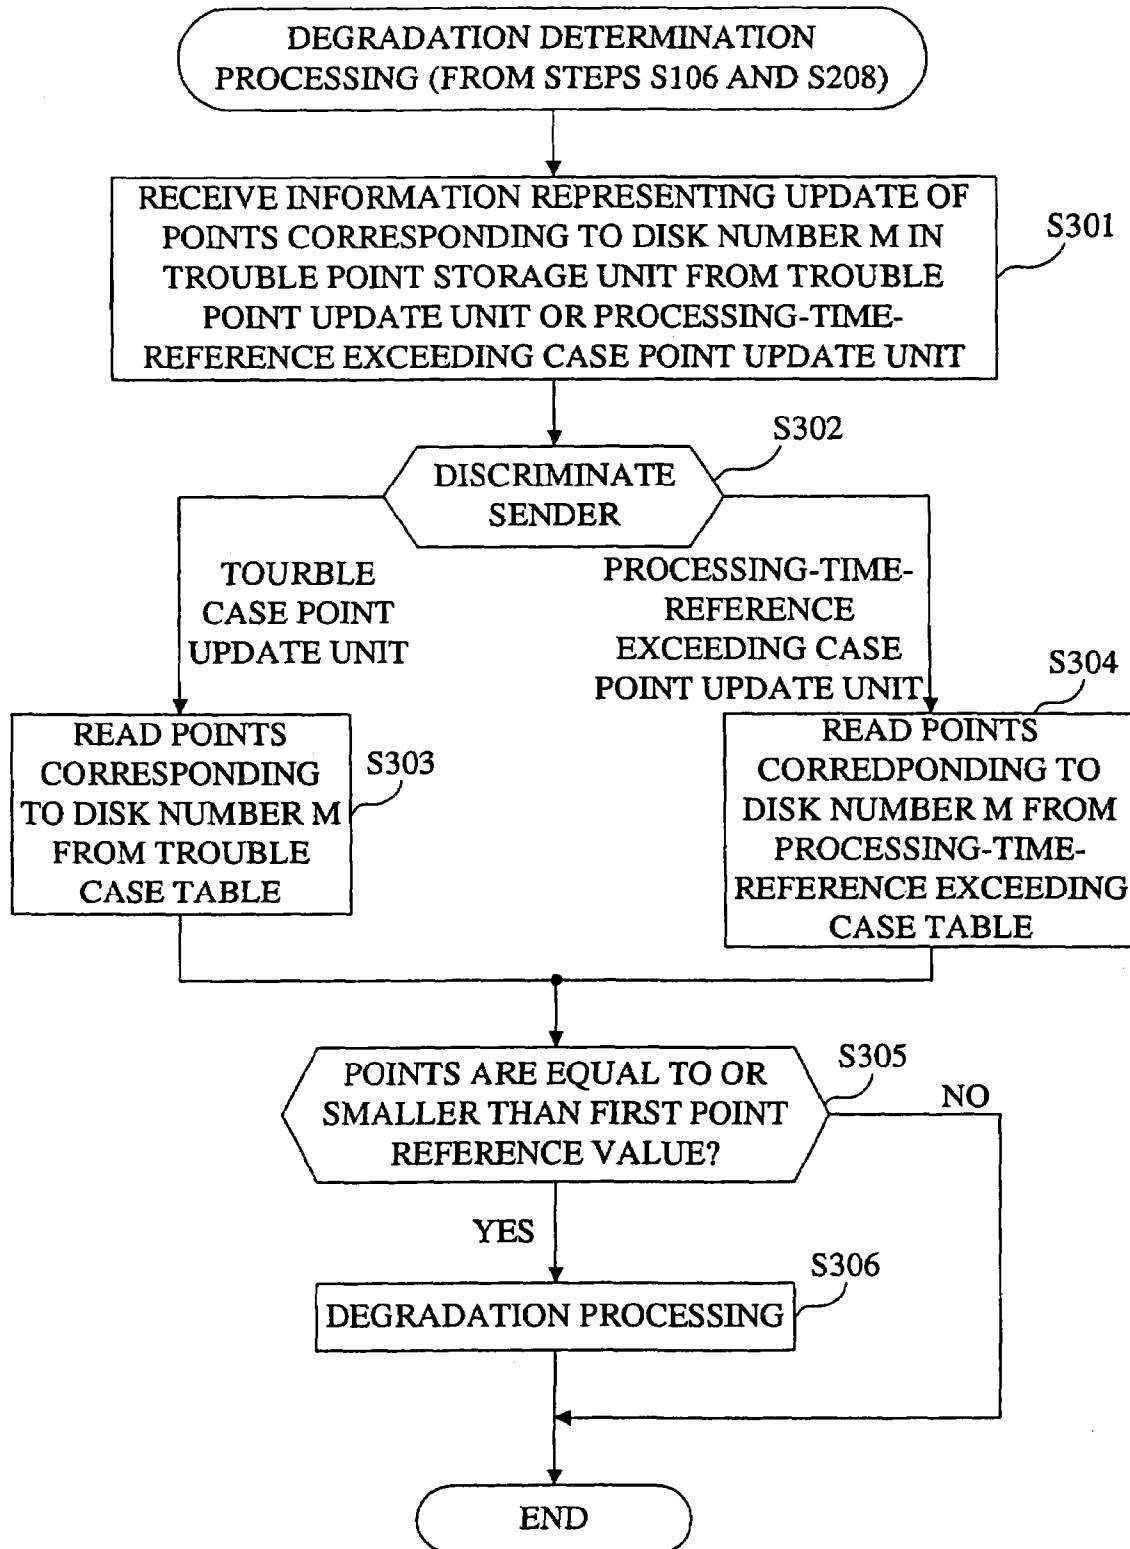 DEGRADATION DETERMINATION
PROCESSING (FROM STEPS S106 AND S208)
RECEIVE INFORMATION REPRESENTING UPDATE OF
POINTS CORRESPONDING TO DISK NUMBER M IN
TROUBLE POINT STORAGE UNIT FROM TROUBLE
POINT UPDATE UNIT OR PROCESSING-TIME-
REFERENCE EXCEEDING CASE POINT UPDATE UNIT
S301
S302
DISCRIMINATE
SENDER
TOURBLE
CASE POINT
UPDATE UNIT
PROCESSING-TIME-
REFERENCE
EXCEEDING CASE
POINT UPDATE UNIT
READ POINTS
CORRESPONDING
TO DISK NUMBER M
FROM TROUBLE
CASE TABLE
S303
S304
READ POINTS
CORREDPONDING TO
DISK NUMBER M FROM
PROCESSING-TIME-
REFERENCE EXCEEDING
CASE TABLE
POINTS ARE EQUAL TO OR
SMALLER THAN FIRST POINT
REFERENCE VALUE?
S305
NO
YES
S306
DEGRADATION PROCESSING
END